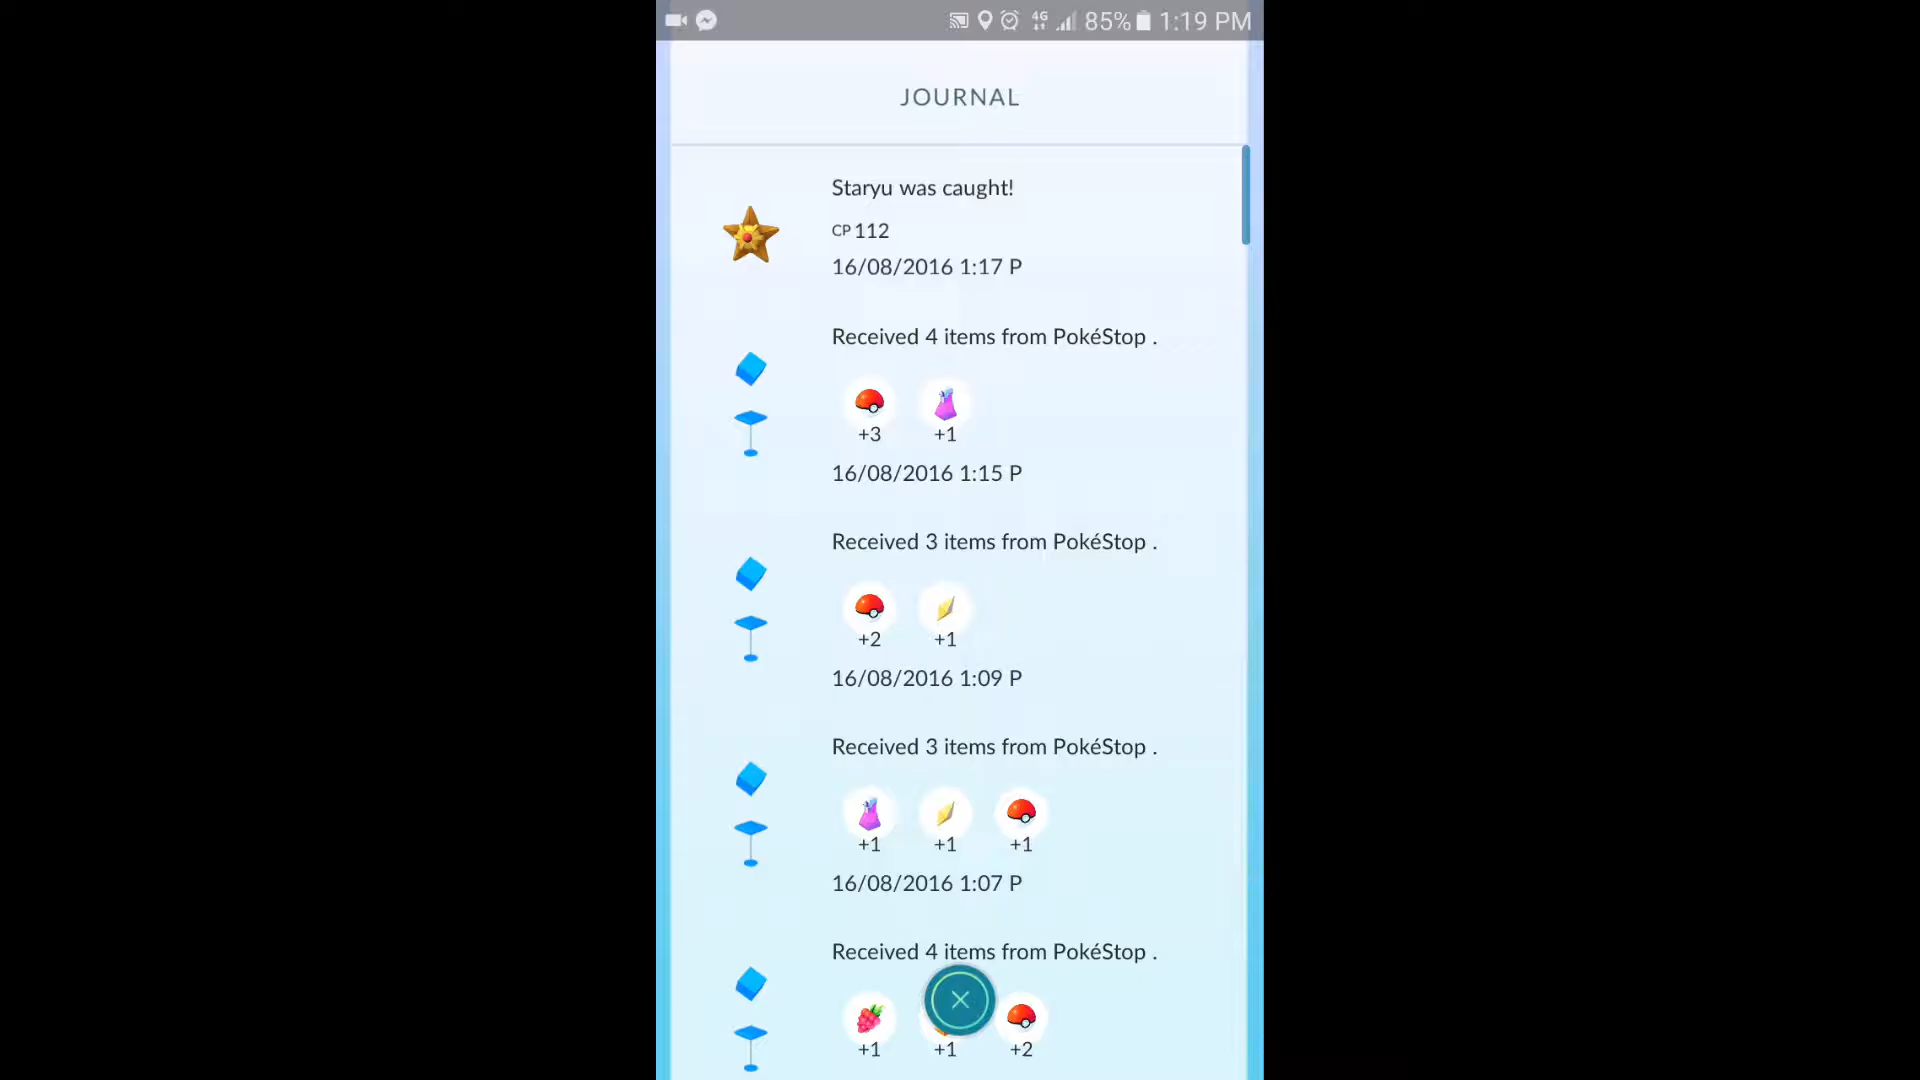 4G 85% 1:19 PM
JOURNAL
Staryu was caught!
CP 112
16/08/2016 1:17 P
Received 4 items from PokéStop .
+3 +1
16/08/2016 1:15 P
Received 3 items from PokéStop .
+2 +1
16/08/2016 1:09 P
Received 3 items from PokéStop .
+1 +1 +1
16/08/2016 1:07 P
Received 4 items from PokéStop .
+1 +1 +2